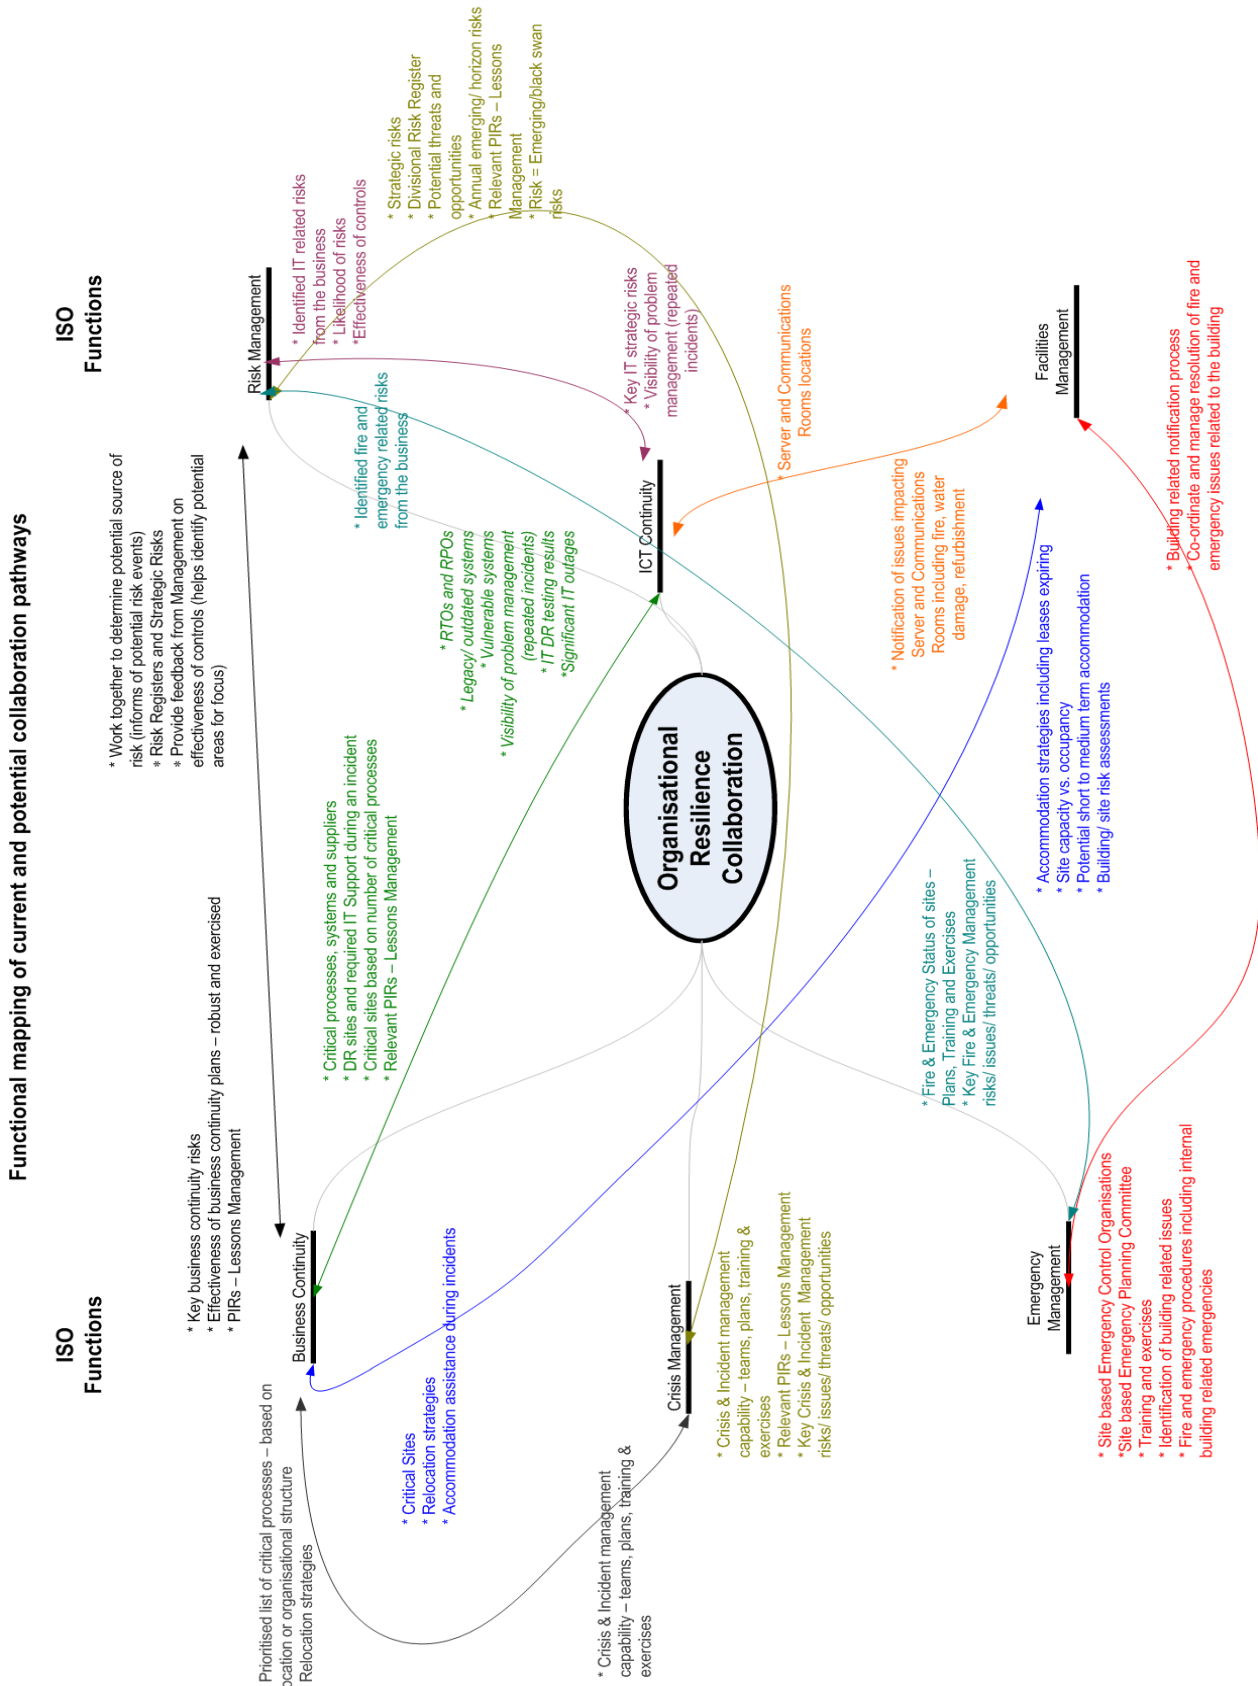 Functional mapping of current and potential collaboration pathways
ISO
Functions
ISO
Functions
* Key business continuity risks
* Effectiveness of business continuity plans – robust and exercised
* PIRs – Lessons Management
* Work together to determine potential source of
risk (informs of potential risk events)
* Risk Registers and Strategic Risks
* Provide feedback from Management on
effectiveness of controls (helps identify potential
areas for focus)
Prioritised list of critical processes – based on
ocation or organisational structure
Relocation strategies
Business Continuity
Risk Management
* Critical processes, systems and suppliers
* DR sites and required IT Support during an incident
* Critical sites based on number of critical processes
* Relevant PIRs – Lessons Management
* Identified IT related risks
from the business
* Likelihood of risks
*Effectiveness of controls
* Identified fire and
emergency related risks
from the business
* Strategic risks
* Divisional Risk Register
* Potential threats and
opportunities
* Annual emerging/ horizon risks
* Relevant PIRs – Lessons
Management
* Risk = Emerging/black swan
risks
* Critical Sites
* Relocation strategies
* Accommodation assistance during incidents
* RTOs and RPOs
* Legacy/ outdated systems
* Vulnerable systems
* Visibility of problem management
(repeated incidents)
* IT DR testing results
*Significant IT outages
* Key IT strategic risks
* Visibility of problem
management (repeated
incidents)
* Crisis & Incident management
capability – teams, plans, training &
exercises
Crisis Management
Organisational
Resilience
Collaboration
ICT Continuity
* Crisis & Incident management
capability – teams, plans, training &
exercises
* Relevant PIRs – Lessons Management
* Key Crisis & Incident  Management
risks/ issues/ threats/ opportunities
* Server and Communications
Rooms locations
* Notification of issues impacting
Server and Communications
Rooms including fire, water
damage, refurbishment
* Fire & Emergency Status of sites –
Plans, Training and Exercises
* Key Fire & Emergency Management
risks/ issues/ threats/ opportunities
Emergency
Management
Facilities
Management
* Accommodation strategies including leases expiring
* Site capacity vs. occupancy
* Potential short to medium term accommodation
* Building/ site risk assessments
* Site based Emergency Control Organisations
*Site based Emergency Planning Committee
* Training and exercises
* Identification of building related issues
* Fire and emergency procedures including internal
building related emergencies
* Building related notification process
* Co-ordinate and manage resolution of fire and
emergency issues related to the building